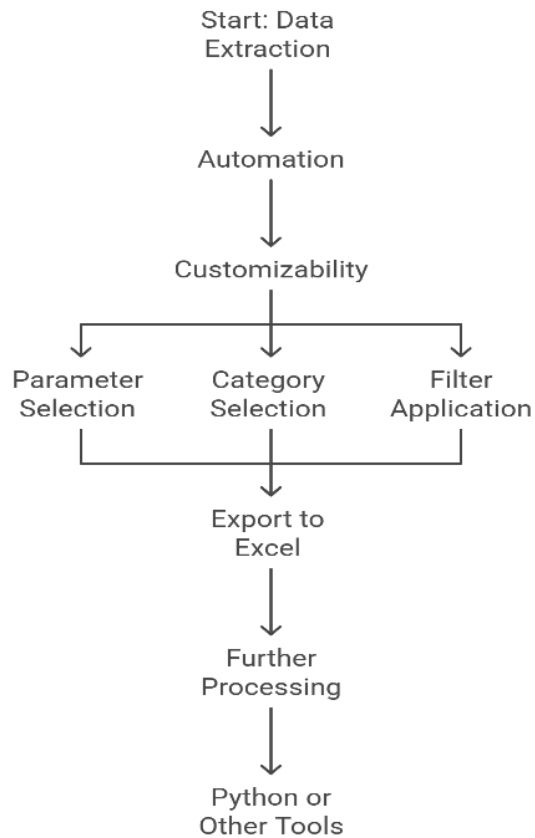 Start: Data
Extraction
Automation
Customizability
Parameter
Selection
Category
Selection
Filter
Application
Export to
Excel
Further
Processing
Python or
Other Tools